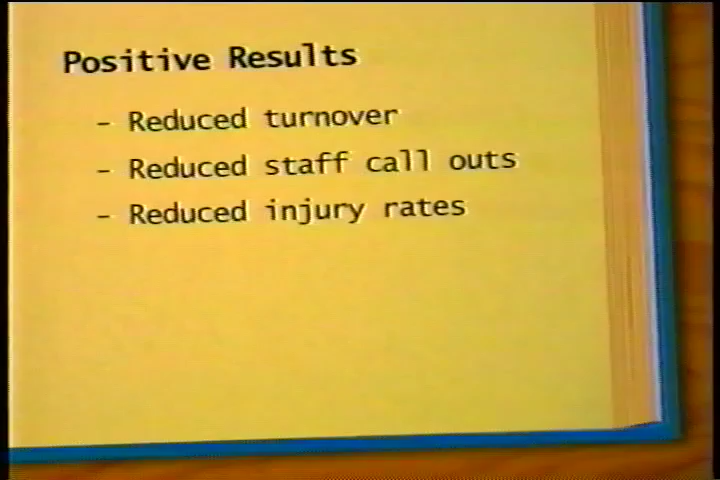 Positive Results
– Reduced turnover
– Reduced staff call outs
– Reduced injury rates